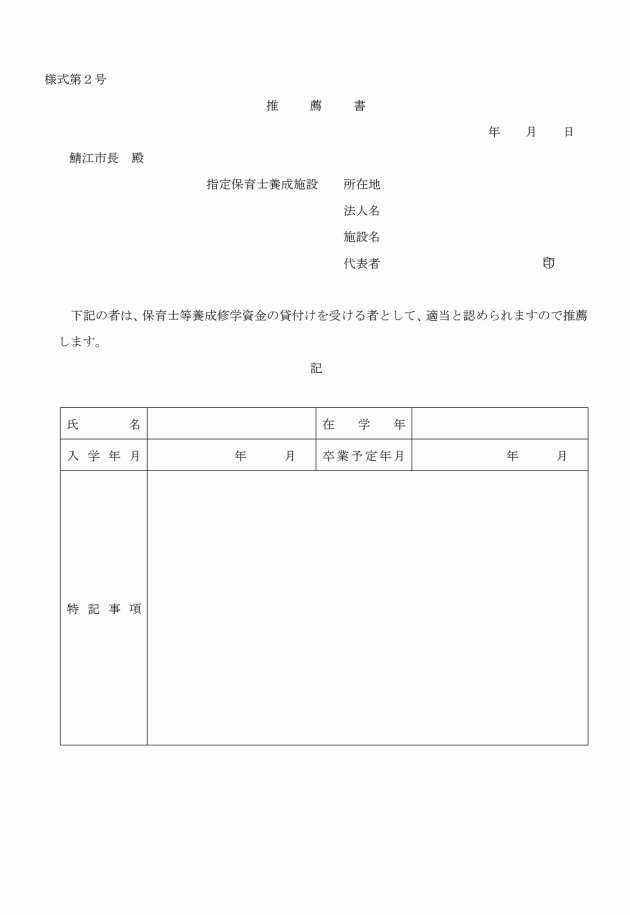 様式第２号
推　薦　書
年　月　日
鯖江市長　殿
指定保育士養成施設　所在地
法人名
施設名
代表者　印
下記の者は、保育士等養成修学資金の貸付けを受ける者として、適当と認められますので推薦
します。
記
氏　名　在　学　年
入学年月　年　月　卒業予定年月　年　月
特記事項